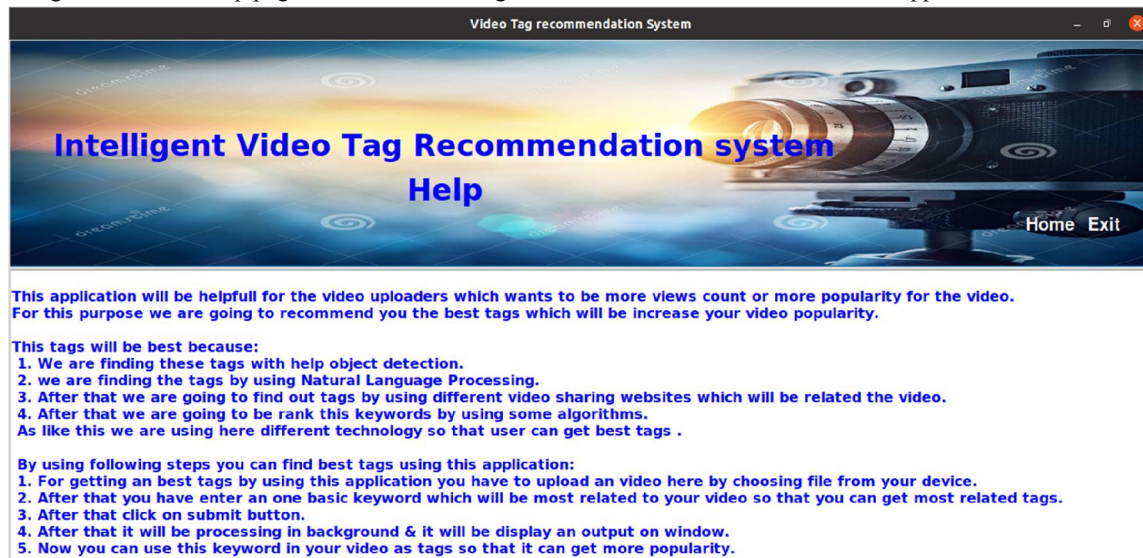 Video Tag recommendation System
Intelligent Video Tag Recommendation system
Help
Home Exit
dreamstime
dreamstime
dreamstime
This application will be helpfull for the video uploaders which wants to be more views count or more popularity for the video.
For this purpose we are going to recommend you the best tags which will be increase your video popularity.
This tags will be best because:
1. We are finding these tags with help object detection.
2. we are finding the tags by using Natural Language Processing.
3. After that we are going to find out tags by using different video sharing websites which will be related the video.
4. After that we are going to be rank this keywords by using some algorithms.
As like this we are using here different technology so that user can get best tags .
By using following steps you can find best tags using this application:
1. For getting an best tags by using this application you have to upload an video here by choosing file from your device.
2. After that you have enter an one basic keyword which will be most related to your video so that you can get most related tags.
3. After that click on submit button.
4. After that it will be processing in background & it will be display an output on window.
5. Now you can use this keyword in your video as tags so that it can get more popularity.